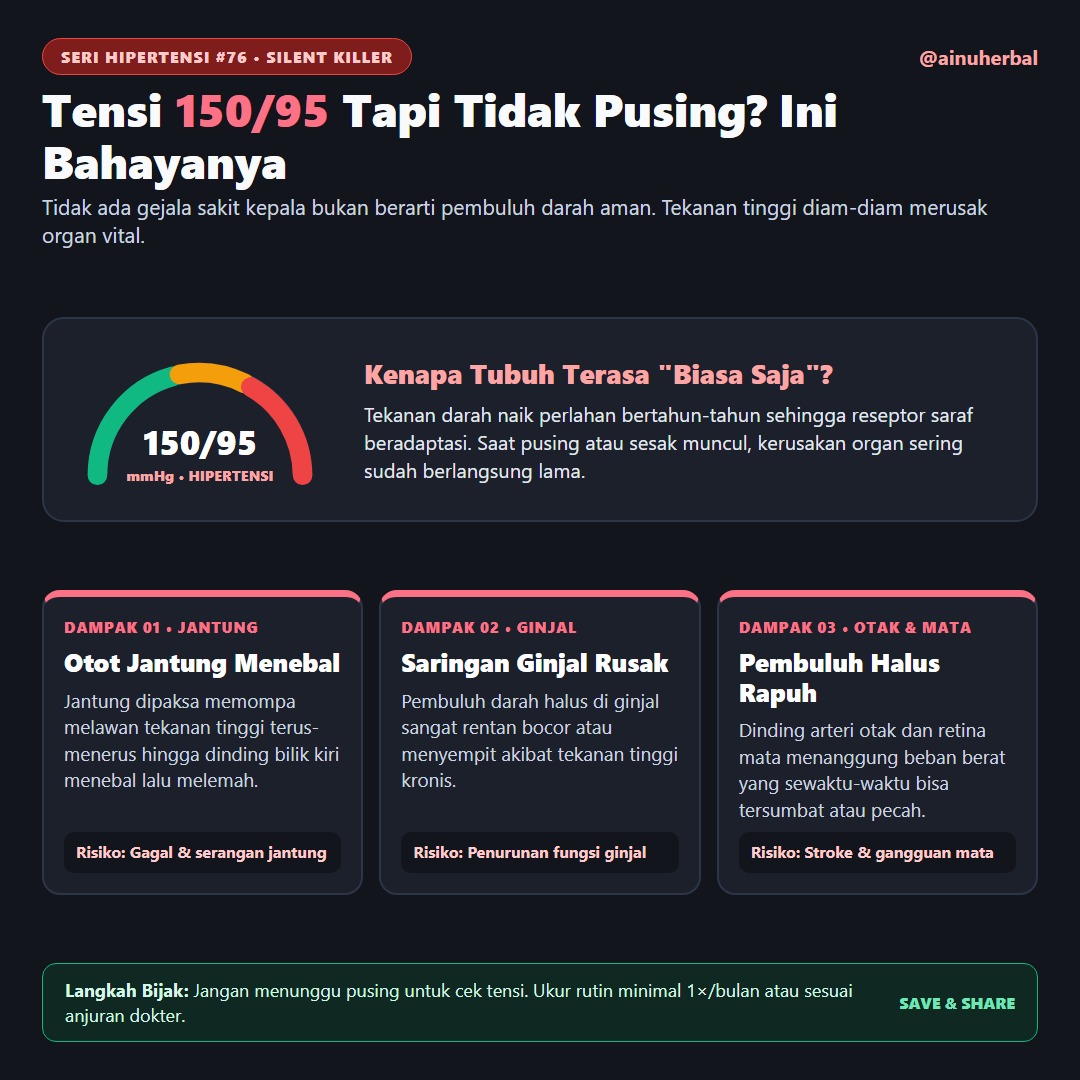 SERI HIPERTENSI #76 • SILENT KILLER
@ainuherbal
Tensi 150/95 Tapi Tidak Pusing? Ini
Bahayanya
Tidak ada gejala sakit kepala bukan berarti pembuluh darah aman. Tekanan tinggi diam-diam merusak
organ vital.
150/95
mmHg • HIPERTENSI
Kenapa Tubuh Terasa "Biasa Saja"?
Tekanan darah naik perlahan bertahun-tahun sehingga reseptor saraf
beradaptasi. Saat pusing atau sesak muncul, kerusakan organ sering
sudah berlangsung lama.
DAMPAK 01 • JANTUNG
Otot Jantung Menebal
Jantung dipaksa memompa
melawan tekanan tinggi terus-
menerus hingga dinding bilik kiri
menebal lalu melemah.
Risiko: Gagal & serangan jantung
DAMPAK 02 • GINJAL
Saringan Ginjal Rusak
Pembuluh darah halus di ginjal
sangat rentan bocor atau
menyempit akibat tekanan tinggi
kronis.
Risiko: Penurunan fungsi ginjal
DAMPAK 03 • OTAK & MATA
Pembuluh Halus
Rapuh
Dinding arteri otak dan retina
mata menanggung beban berat
yang sewaktu-waktu bisa
tersumbat atau pecah.
Risiko: Stroke & gangguan mata
Langkah Bijak: Jangan menunggu pusing untuk cek tensi. Ukur rutin minimal 1×/bulan atau sesuai
anjuran dokter.
SAVE & SHARE